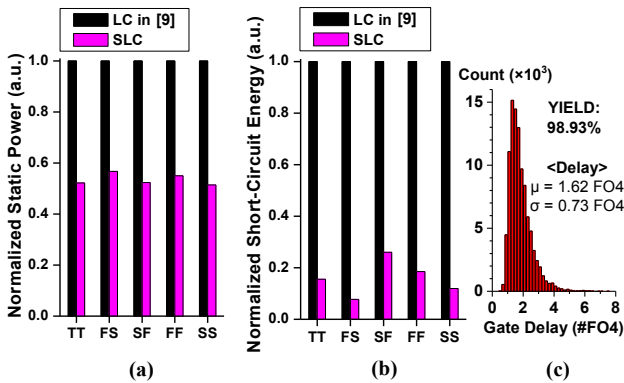 LC in [9]
SLC
Normalized Static Power (a.u.)
1.0
0.8
0.6
0.4
0.2
0.0
TT FS SF FF SS
(a)
LC in [9]
SLC
Normalized Short-Circuit Energy (a.u.)
1.0
0.8
0.6
0.4
0.2
0.0
TT FS SF FF SS
(b)
Count (×10³)
15
10
5
0
YIELD:
98.93%
<Delay>
μ = 1.62 FO4
σ = 0.73 FO4
0 2 4 6 8
Gate Delay (#FO4)
(c)